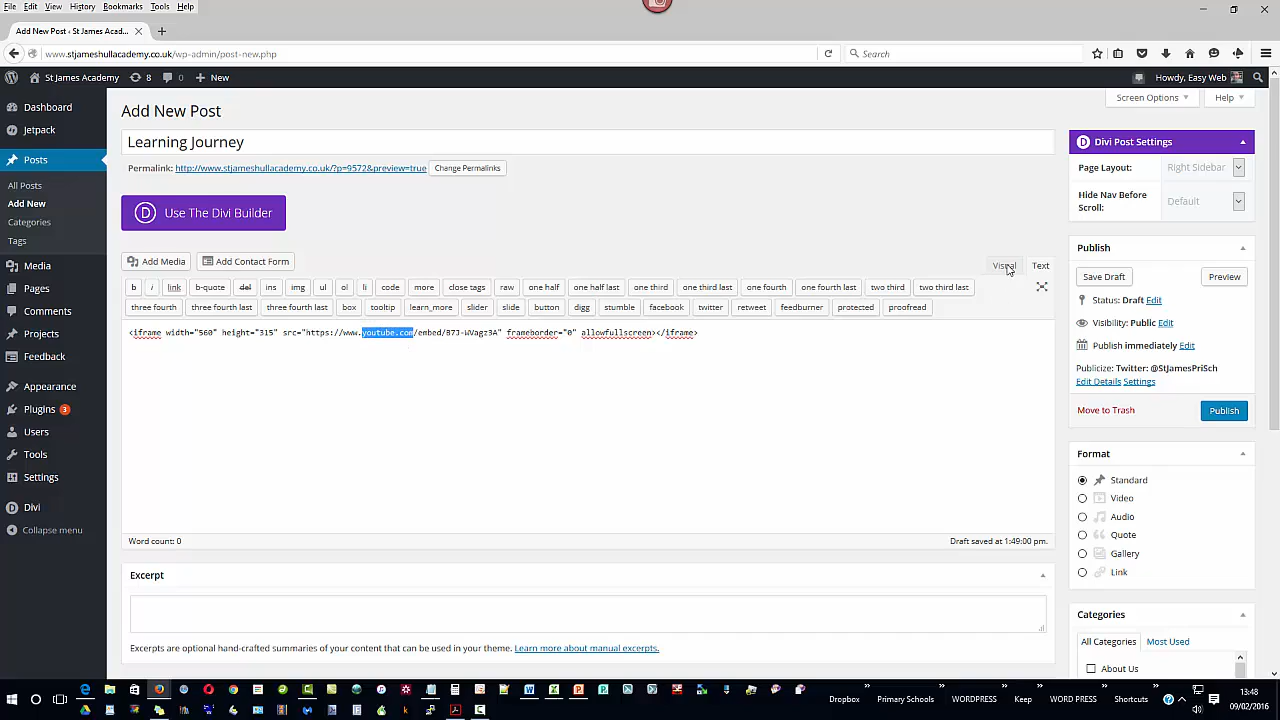 File Edit View History Bookmarks Tools Help
Add New Post ‹ St James Acad...
www.stjameshullacademy.co.uk/wp-admin/post-new.php
Search
St James Academy 8 0 New
Howdy, Easy Web
Dashboard
Jetpack
Posts
All Posts
Add New
Categories
Tags
Media
Pages
Comments
Projects
Feedback
Appearance
Plugins 3
Users
Tools
Settings
Divi
Collapse menu
Screen Options Help
Add New Post
Learning Journey
Permalink: http://www.stjameshullacademy.co.uk/?p=9572&preview=true Change Permalinks
D Use The Divi Builder
Add Media Add Contact Form
Visual Text
b i link b-quote del ins img ul ol li code more close tags raw one half one half last one third one third last one fourth one fourth last two third two third last
three fourth three fourth last three fourth last box tooltip learn_more slider slide button digg stumble facebook twitter retweet feedburner protected proofread
<iframe width="560" height="315" src="https://www.youtube.com/embed/B7J-WVagz3A" frameborder="0" allowfullscreen></iframe>
Word count: 0
Draft saved at 1:49:00 pm.
Excerpt
Excerpts are optional hand-crafted summaries of your content that can be used in your theme. Learn more about manual excerpts.
D Divi Post Settings
Page Layout: Right Sidebar
Hide Nav Before
Scroll:
Default
Publish
Save Draft Preview
Status: Draft Edit
Visibility: Public Edit
Publish immediately Edit
Publicize: Twitter: @StJamesPriSch
Edit Details Settings
Move to Trash Publish
Format
Standard
Video
Audio
Quote
Gallery
Link
Categories
All Categories Most Used
About Us
Dropbox Primary Schools WORDPRESS Keep WORD PRESS Shortcuts
13:48
09/02/2016